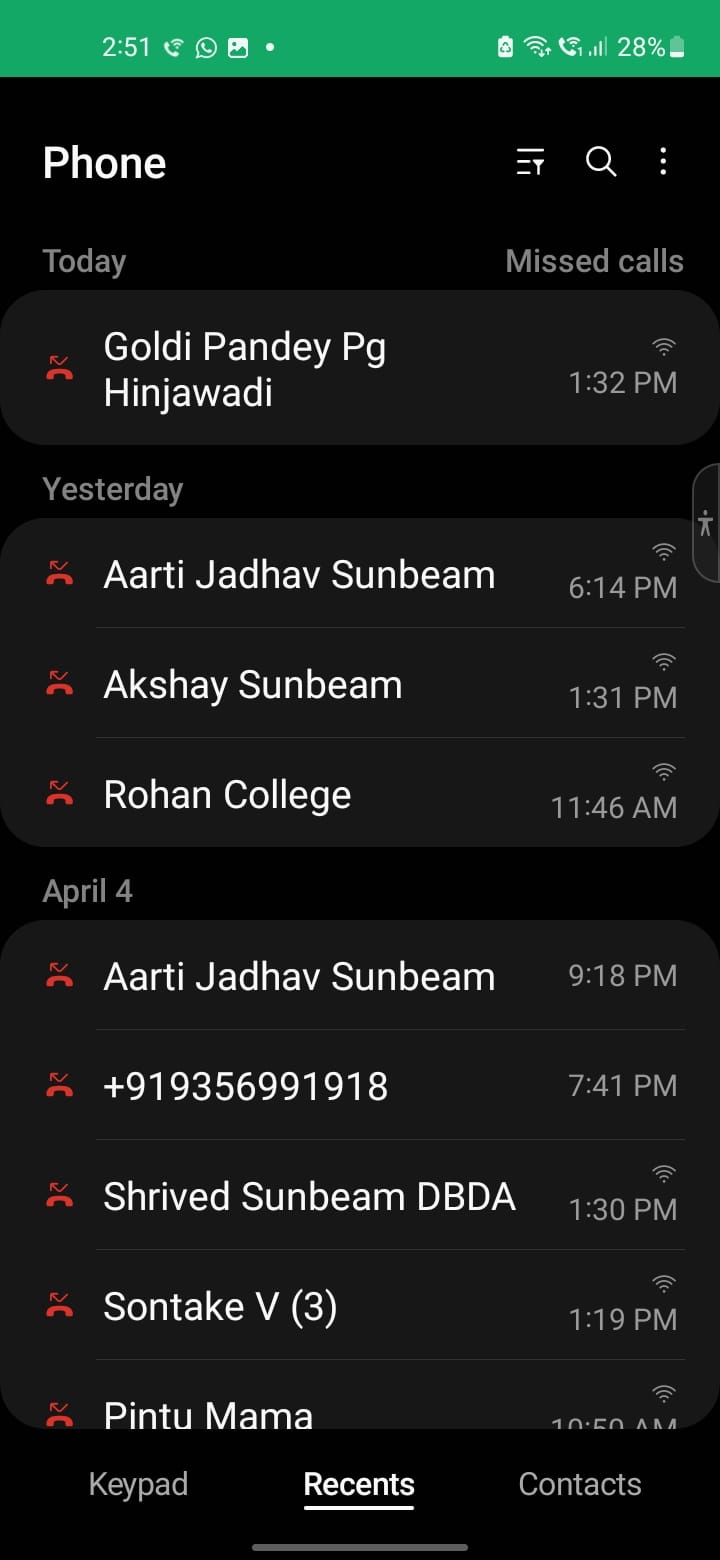 2:51
28%
Phone
Today
Missed calls
Goldi Pandey Pg
Hinjawadi
1:32 PM
Yesterday
Aarti Jadhav Sunbeam
6:14 PM
Akshay Sunbeam
1:31 PM
Rohan College
11:46 AM
April 4
Aarti Jadhav Sunbeam
9:18 PM
+919356991918
7:41 PM
Shrived Sunbeam DBDA
1:30 PM
Sontake V (3)
1:19 PM
Pintu Mama
10:50 AM
Keypad
Recents
Contacts